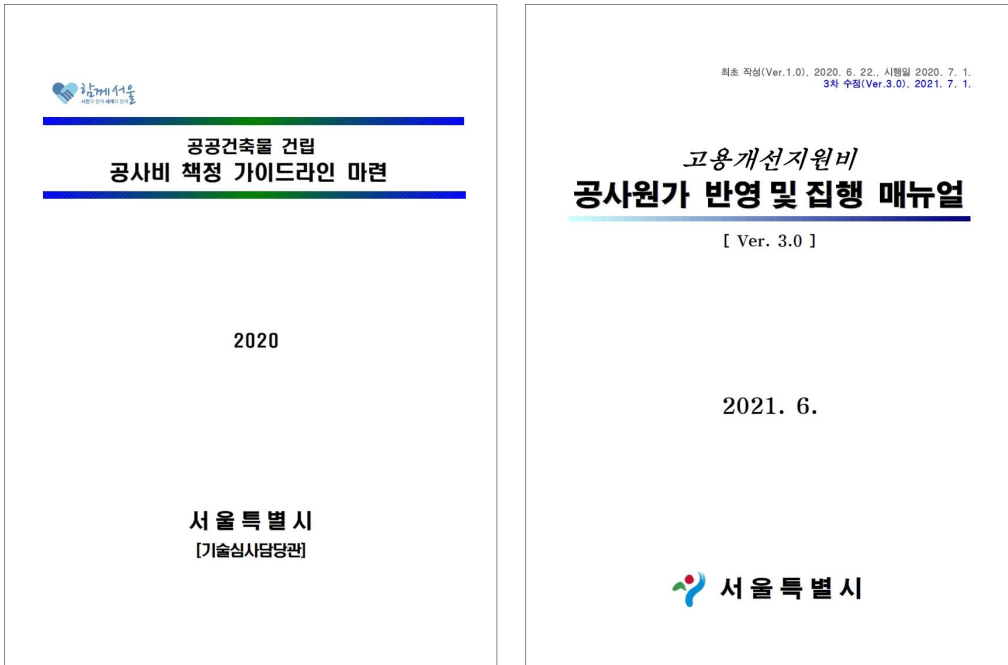 함께서울
공공건축물 건립
공사비 책정 가이드라인 마련
2020
서울특별시
[기술심사담당관]
최초 작성(Ver.1.0), 2020. 6. 22., 시행일 2020. 7. 1.
3차 수정(Ver.3.0), 2021. 7. 1.
고용개선지원비
공사원가 반영 및 집행 매뉴얼
[ Ver. 3.0 ]
2021. 6.
서울특별시